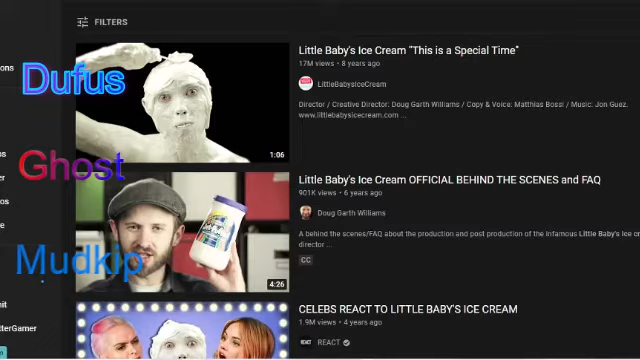 FILTERS
ons
Dufus
Little Baby's Ice Cream "This is a Special Time"
17M views • 8 years ago
LittleBabysIceCream
Director / Creative Director: Doug Garth Williams / Copy & Voice: Matthias Bossi / Music: Jon Guez.
www.littlebabysicecream.com ...
1:06
Ghost
Little Baby's Ice Cream OFFICIAL BEHIND THE SCENES and FAQ
901K views • 6 years ago
Doug Garth Williams
A behind the scenes/FAQ about the production and post production of the infamous Little Baby's Ice
director ...
CC
4:26
Mudkip
CELEBS REACT TO LITTLE BABY'S ICE CREAM
1.9M views • 4 years ago
REACT
REACT
tterGamer